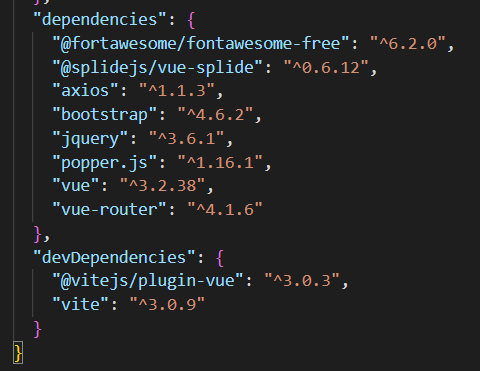 },
"dependencies": {
"@fortawesome/fontawesome-free": "^6.2.0",
"@splidejs/vue-splide": "^0.6.12",
"axios": "^1.1.3",
"bootstrap": "^4.6.2",
"jquery": "^3.6.1",
"popper.js": "^1.16.1",
"vue": "^3.2.38",
"vue-router": "^4.1.6"
},
"devDependencies": {
"@vitejs/plugin-vue": "^3.0.3",
"vite": "^3.0.9"
}
}